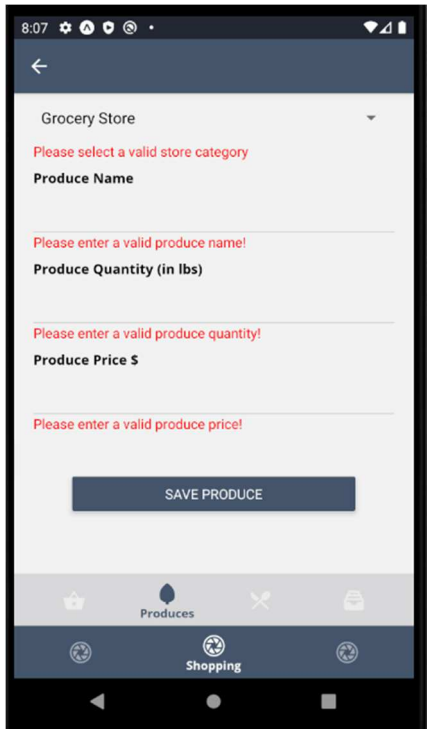 8:07
Grocery Store
Please select a valid store category
Produce Name
Please enter a valid produce name!
Produce Quantity (in lbs)
Please enter a valid produce quantity!
Produce Price $
Please enter a valid produce price!
SAVE PRODUCE
Produces
Shopping